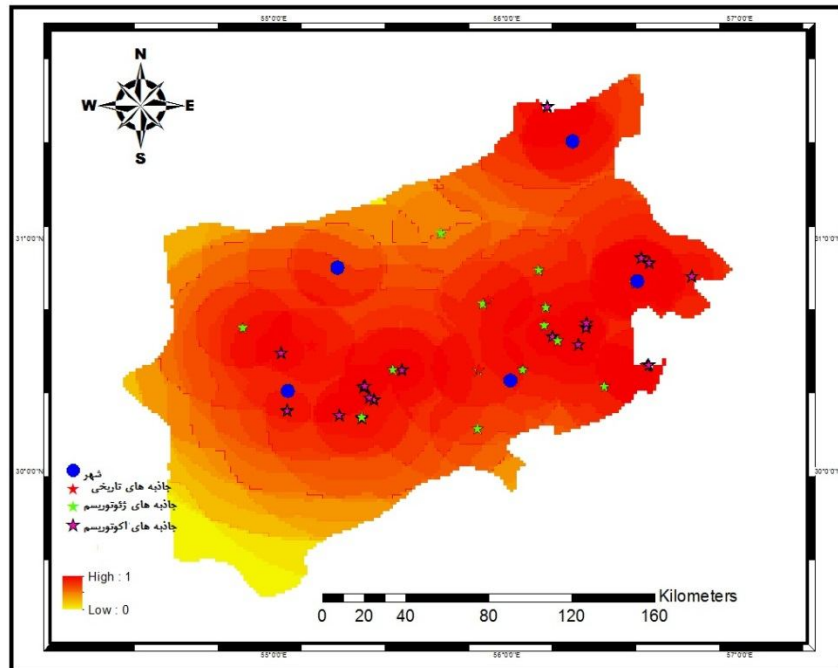 55°0'0"E 56°0'0"E 57°0'0"E
N
W E
S
31°0'0"N 31°0'0"N
30°0'0"N 30°0'0"N
شهر
جاذبه های تاریخی
جاذبه های ژئوتوریسم
جاذبه های اکوتوریسم
High : 1
Low : 0
Kilometers
0 20 40 80 120 160
55°0'0"E 56°0'0"E 57°0'0"E